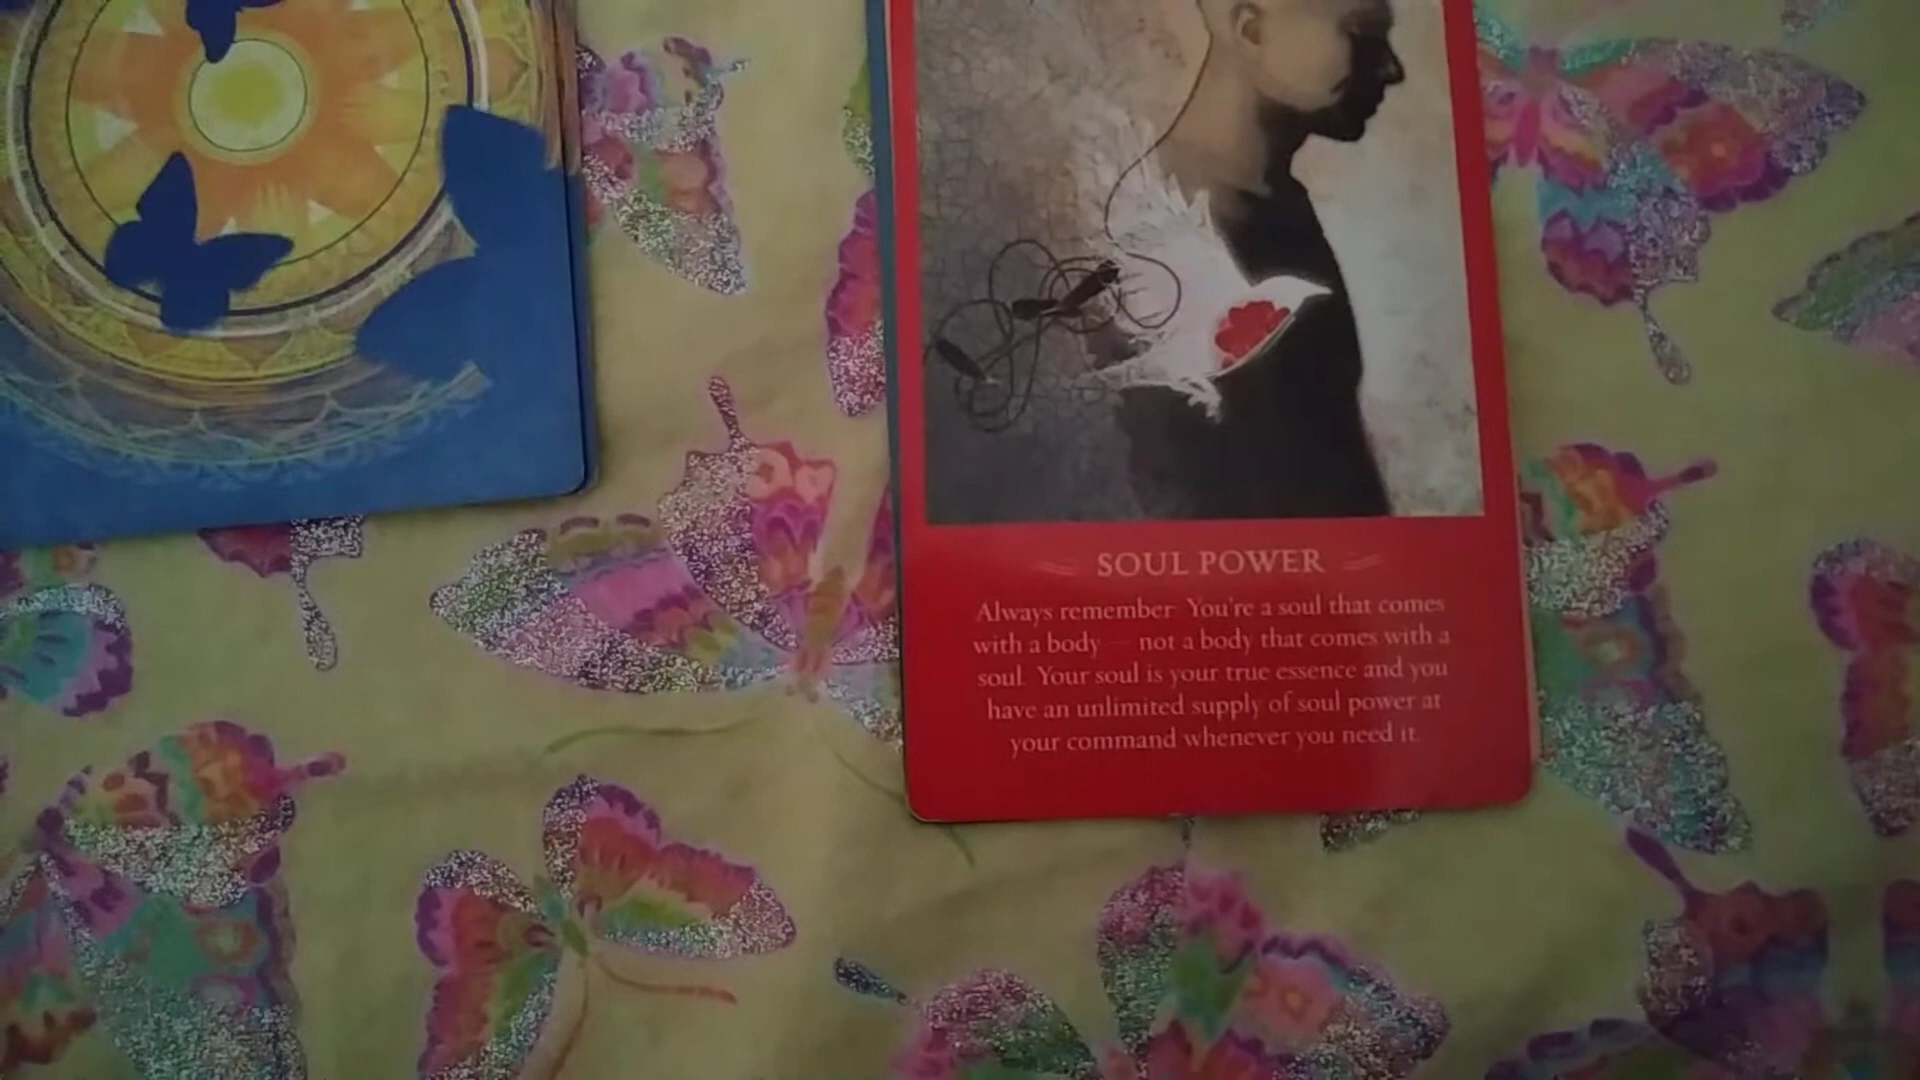 SOUL POWER
Always remember: You're a soul that comes
with a body — not a body that comes with a
soul. Your soul is your true essence and you
have an unlimited supply of soul power at
your command whenever you need it.